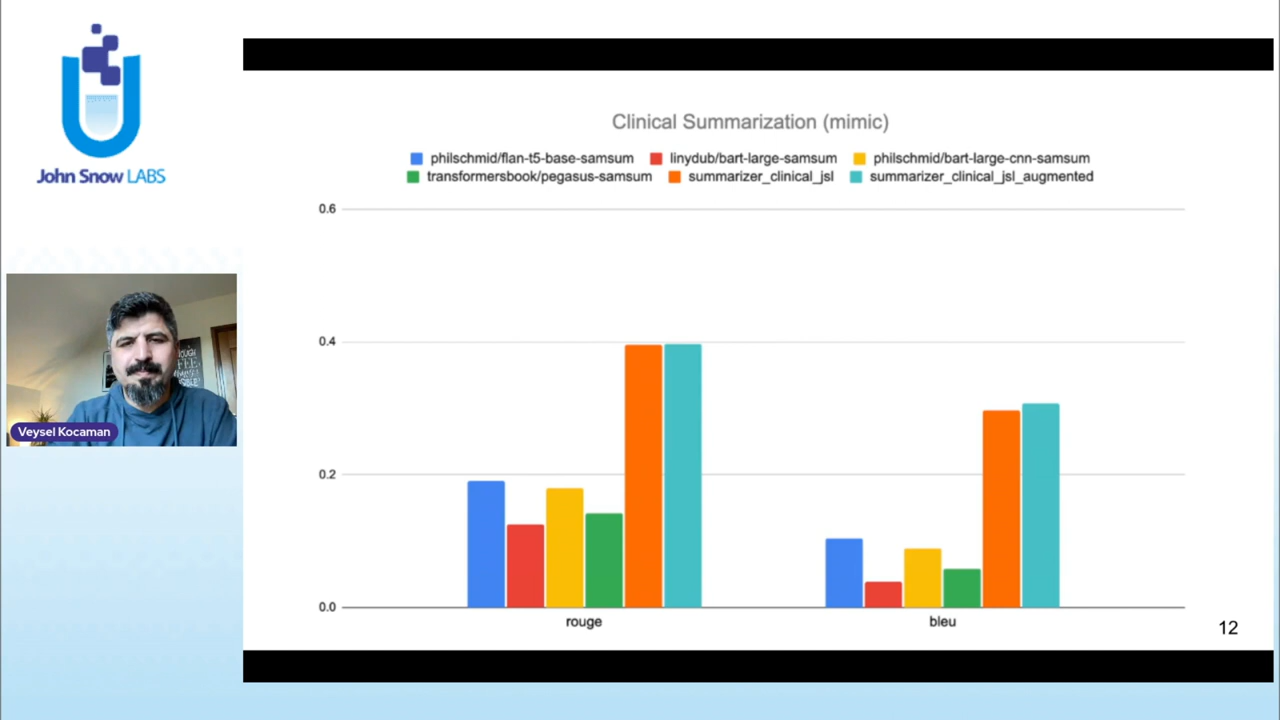 John Snow LABS
Clinical Summarization (mimic)
philschmid/flan-t5-base-samsum linydub/bart-large-samsum philschmid/bart-large-cnn-samsum
transformersbook/pegasus-samsum summarizer_clinical_jsl summarizer_clinical_jsl_augmented
0.6
0.4
0.2
0.0
rouge bleu
12
Veysel Kocaman